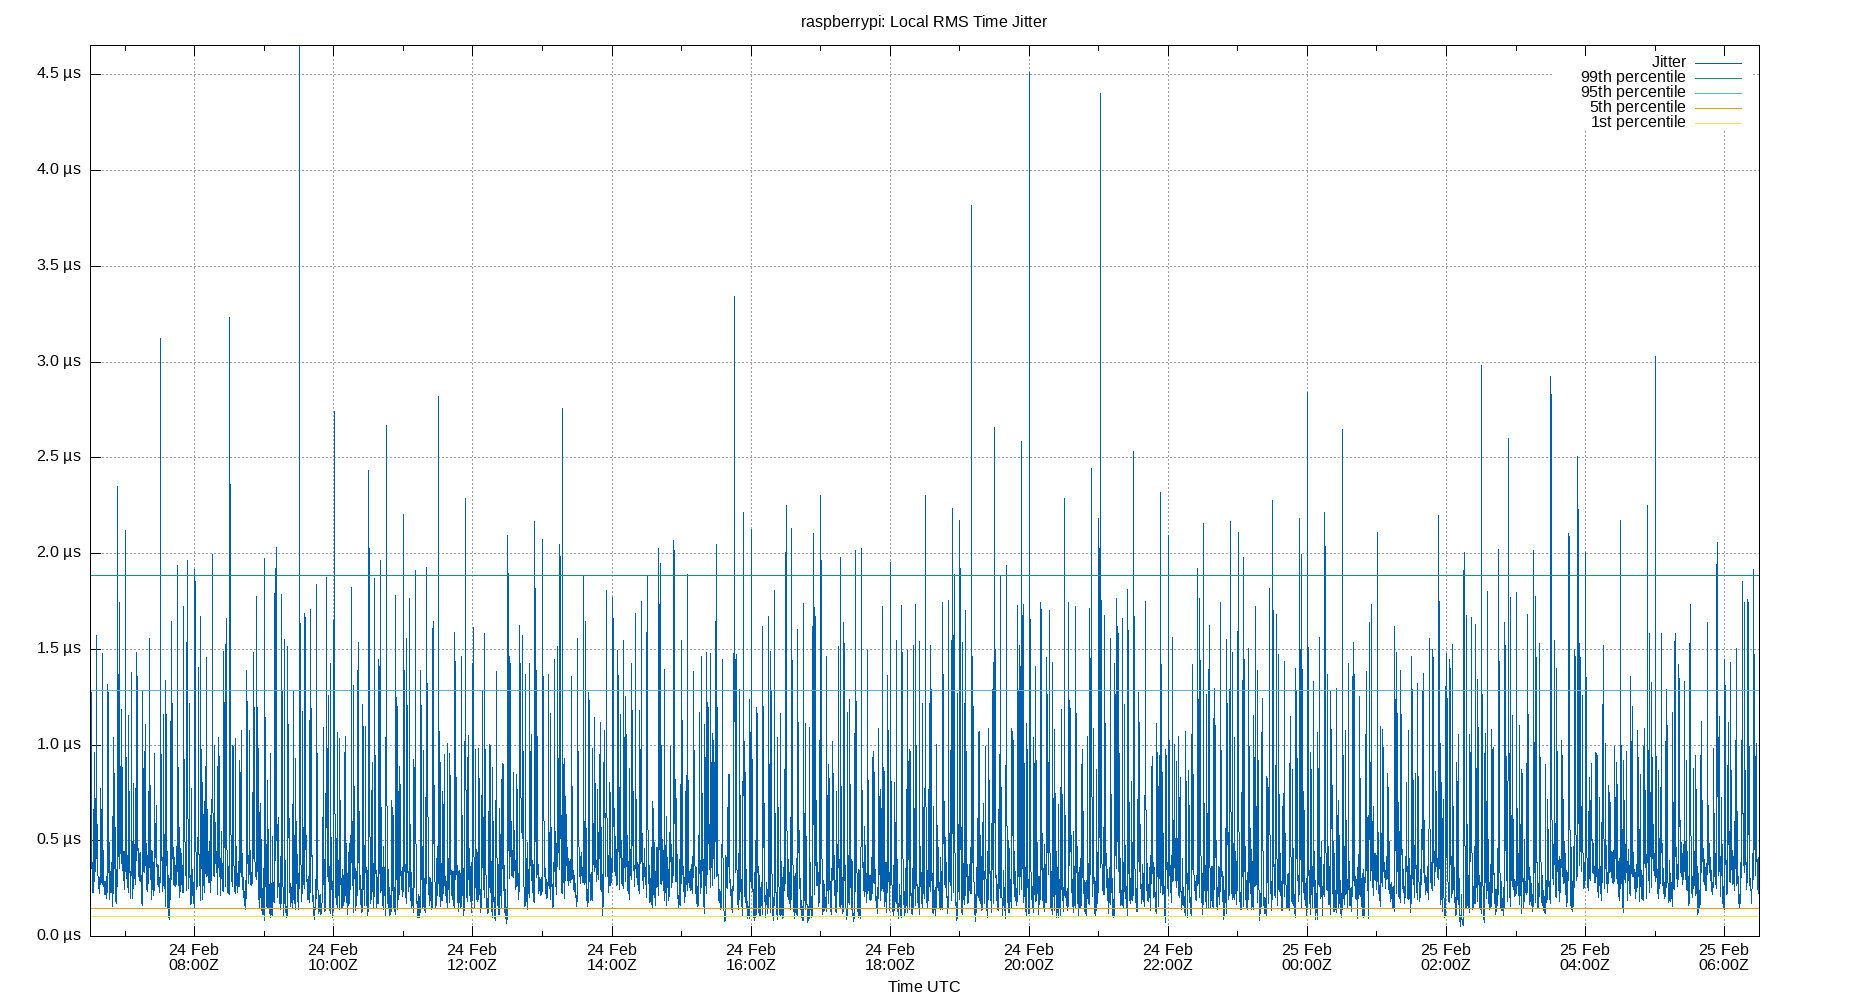 raspberrypi: Local RMS Time Jitter
4.5 µs
4.0 µs
3.5 µs
3.0 µs
2.5 µs
2.0 µs
1.5 µs
1.0 µs
0.5 µs
0.0 µs
Jitter
99th percentile
95th percentile
5th percentile
1st percentile
24 Feb 24 Feb 24 Feb 24 Feb 24 Feb 24 Feb 24 Feb 24 Feb 25 Feb 25 Feb 25 Feb 25 Feb
08:00Z 10:00Z 12:00Z 14:00Z 16:00Z 18:00Z 20:00Z 22:00Z 00:00Z 02:00Z 04:00Z 06:00Z
Time UTC